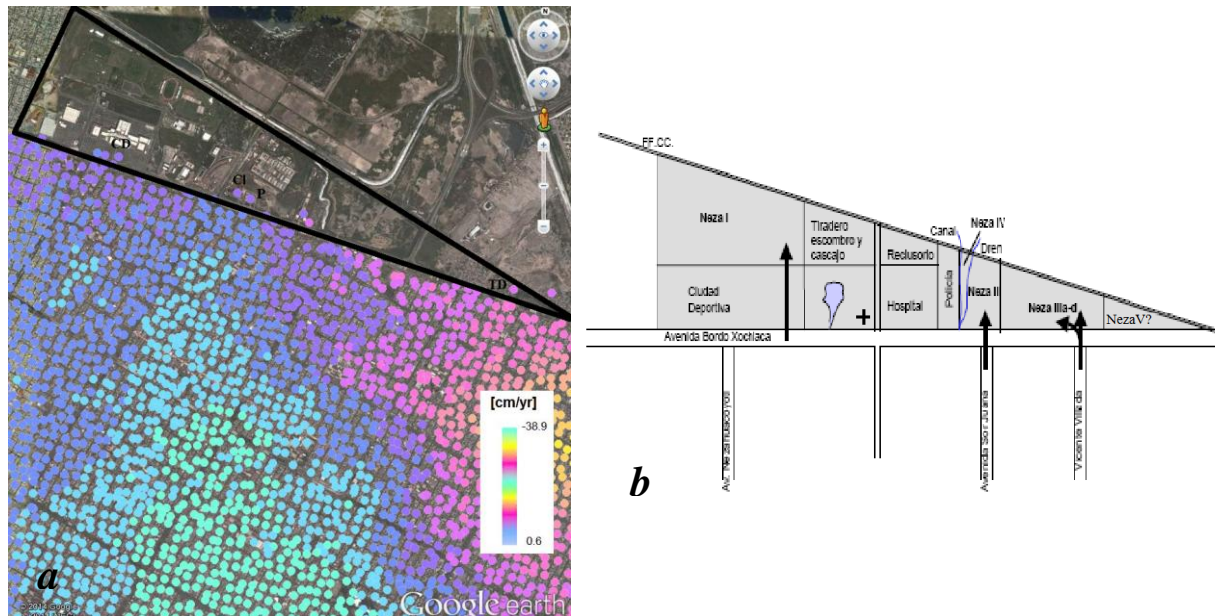 N
CD
Cl
P
TD
[cm/yr]
-38.9
0.6
a
Google earth
FF.CC.
Neza I
Tiradero
escombro y
cascajo
Canal
Neza IV
Dren
Reclusorio
Policía
Neza II
Ciudad
Deportiva
Hospital
Neza IIIa-d
NezaV?
Avenida Bordo Xochiaca
Avenida Sor Juana
Vicente Villada
b